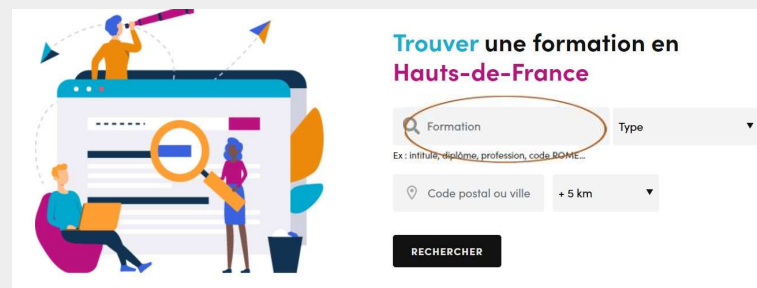 Trouver une formation en
Hauts-de-France
Formation
Type
Ex : intitulé, diplôme, profession, code ROME...
Code postal ou ville
+ 5 km
RECHERCHER